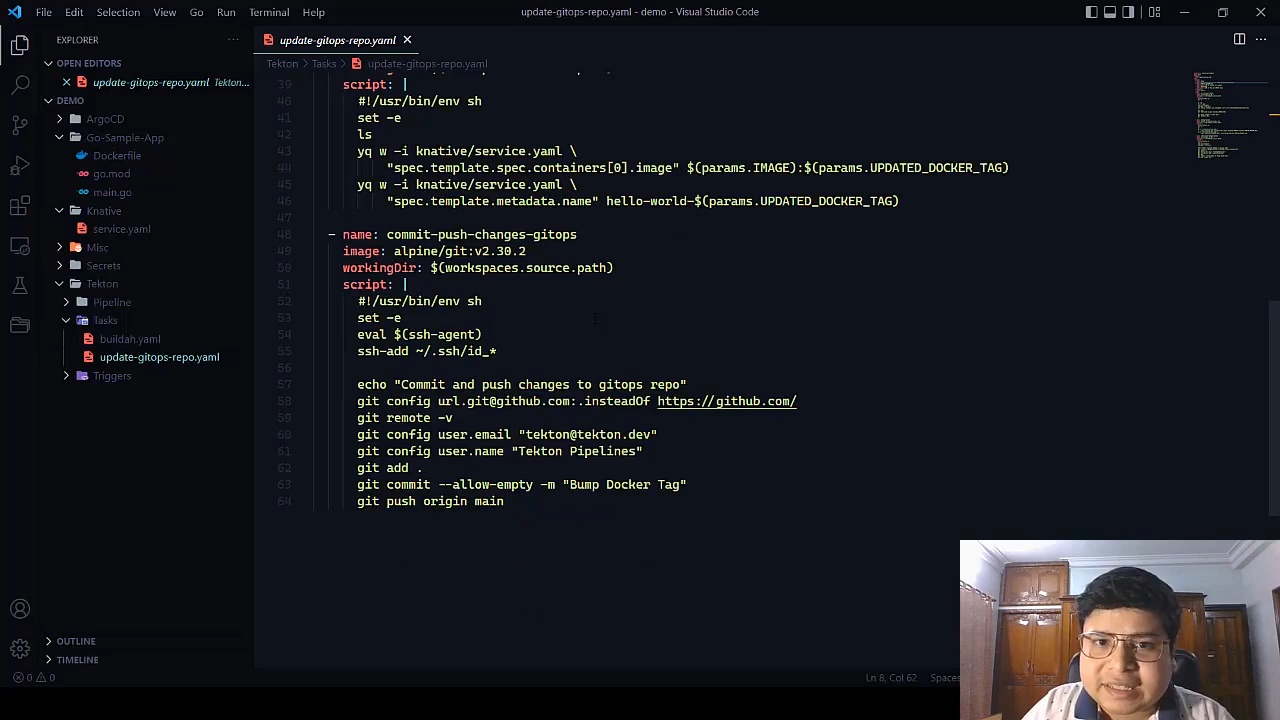 File Edit Selection View Go Run Terminal Help
update-gitops-repo.yaml - demo - Visual Studio Code
EXPLORER
OPEN EDITORS
update-gitops-repo.yaml Tekton...
DEMO
ArgoCD
Go-Sample-App
Dockerfile
go.mod
main.go
Knative
service.yaml
Misc
Secrets
Tekton
Pipeline
Tasks
buildah.yaml
update-gitops-repo.yaml
Triggers
OUTLINE
TIMELINE
update-gitops-repo.yaml
Tekton > Tasks > update-gitops-repo.yaml
39 script: |
40 #!/usr/bin/env sh
41 set -e
42 ls
43 yq w -i knative/service.yaml \
44 "spec.template.spec.containers[0].image" $(params.IMAGE):$(params.UPDATED_DOCKER_TAG)
45 yq w -i knative/service.yaml \
46 "spec.template.metadata.name" hello-world-$(params.UPDATED_DOCKER_TAG)
47
48 - name: commit-push-changes-gitops
49 image: alpine/git:v2.30.2
50 workingDir: $(workspaces.source.path)
51 script: |
52 #!/usr/bin/env sh
53 set -e
54 eval $(ssh-agent)
55 ssh-add ~/.ssh/id_*
56
57 echo "Commit and push changes to gitops repo"
58 git config url.git@github.com:.insteadOf https://github.com/
59 git remote -v
60 git config user.email "tekton@tekton.dev"
61 git config user.name "Tekton Pipelines"
62 git add .
63 git commit --allow-empty -m "Bump Docker Tag"
64 git push origin main
0 0
Ln 8, Col 62 Spaces